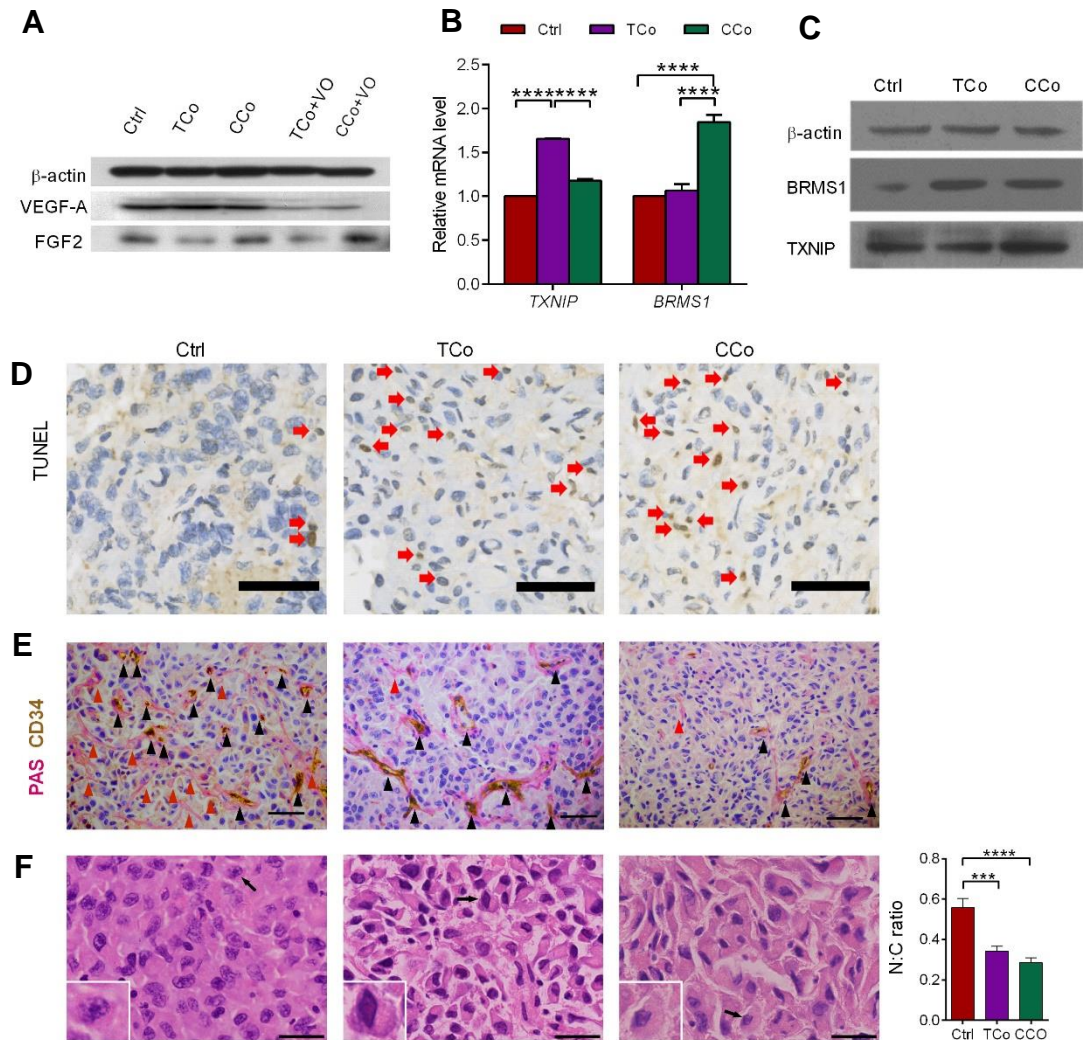 A
Ctrl TCo CCo TCo+VO CCo+VO
β-actin
VEGF-A
FGF2
B
Ctrl TCo CCo
Relative mRNA level
2.5
2.0
1.5
1.0
0.5
0.0
******** 
****
****
TXNIP BRMS1
C
Ctrl TCo CCo
β-actin
BRMS1
TXNIP
D
Ctrl TCo CCo
TUNEL
E
PAS CD34
F
N:C ratio
0.8
0.6
0.4
0.2
0.0
****
***
Ctrl TCo CCO